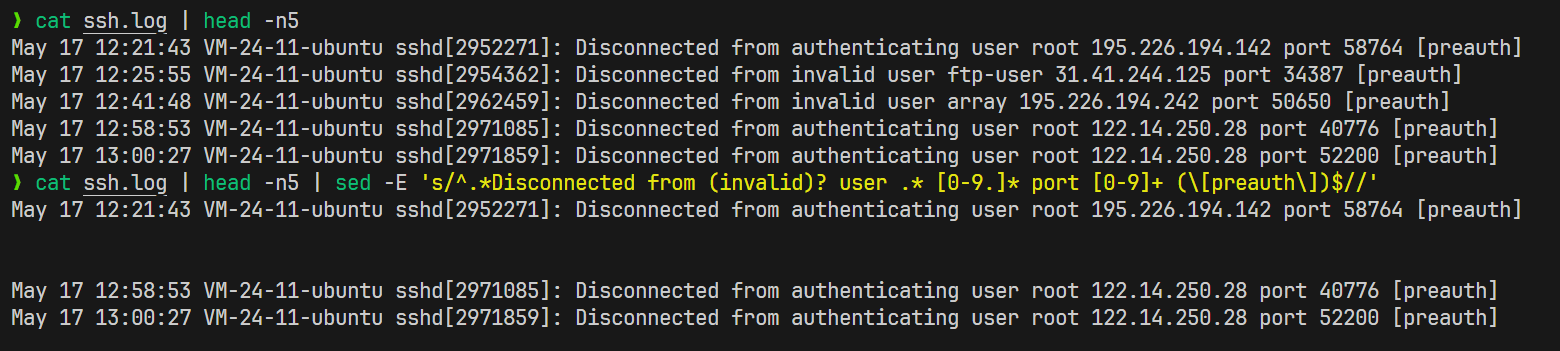 ❯ cat ssh.log | head -n5
May 17 12:21:43 VM-24-11-ubuntu sshd[2952271]: Disconnected from authenticating user root 195.226.194.142 port 58764 [preauth]
May 17 12:25:55 VM-24-11-ubuntu sshd[2954362]: Disconnected from invalid user ftp-user 31.41.244.125 port 34387 [preauth]
May 17 12:41:48 VM-24-11-ubuntu sshd[2962459]: Disconnected from invalid user array 195.226.194.242 port 50650 [preauth]
May 17 12:58:53 VM-24-11-ubuntu sshd[2971085]: Disconnected from authenticating user root 122.14.250.28 port 40776 [preauth]
May 17 13:00:27 VM-24-11-ubuntu sshd[2971859]: Disconnected from authenticating user root 122.14.250.28 port 52200 [preauth]
❯ cat ssh.log | head -n5 | sed -E 's/^.*Disconnected from (invalid)? user .* [0-9.]* port [0-9]+ (\[preauth\])$//'
May 17 12:21:43 VM-24-11-ubuntu sshd[2952271]: Disconnected from authenticating user root 195.226.194.142 port 58764 [preauth]
May 17 12:58:53 VM-24-11-ubuntu sshd[2971085]: Disconnected from authenticating user root 122.14.250.28 port 40776 [preauth]
May 17 13:00:27 VM-24-11-ubuntu sshd[2971859]: Disconnected from authenticating user root 122.14.250.28 port 52200 [preauth]